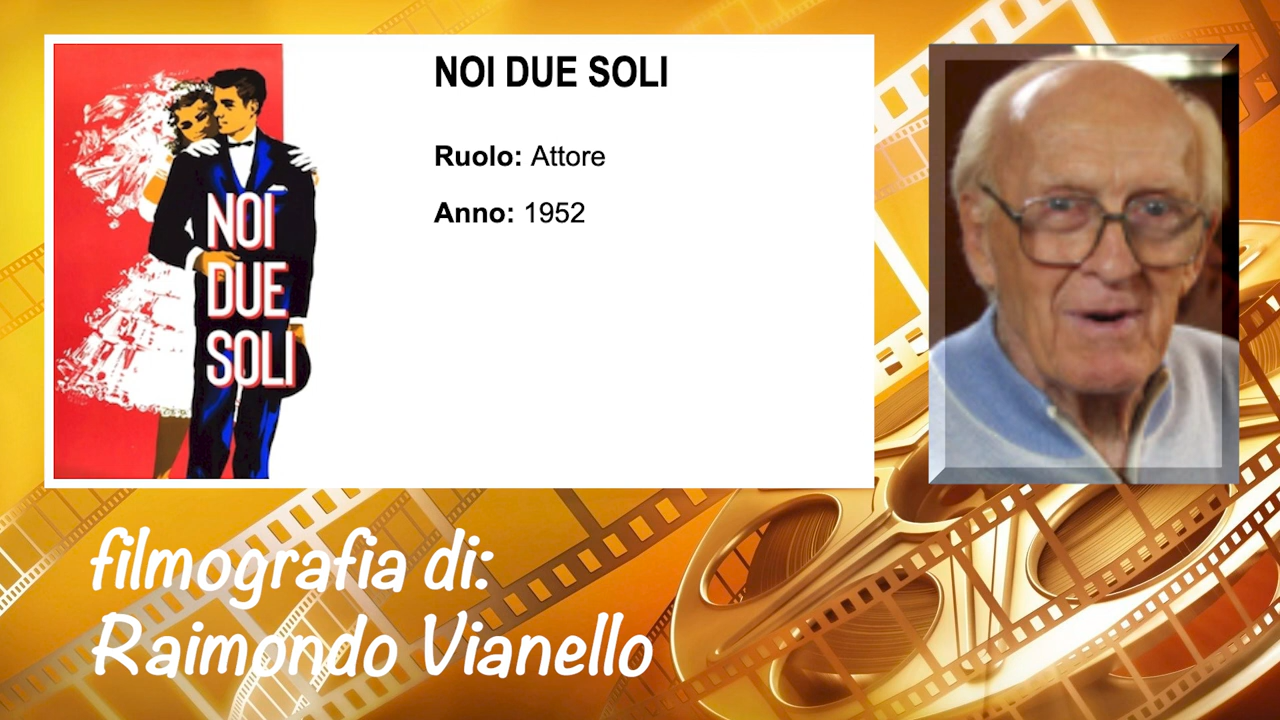 NOI
DUE
SOLI
NOI DUE SOLI
Ruolo: Attore
Anno: 1952
filmografia di:
Raimondo Vianello